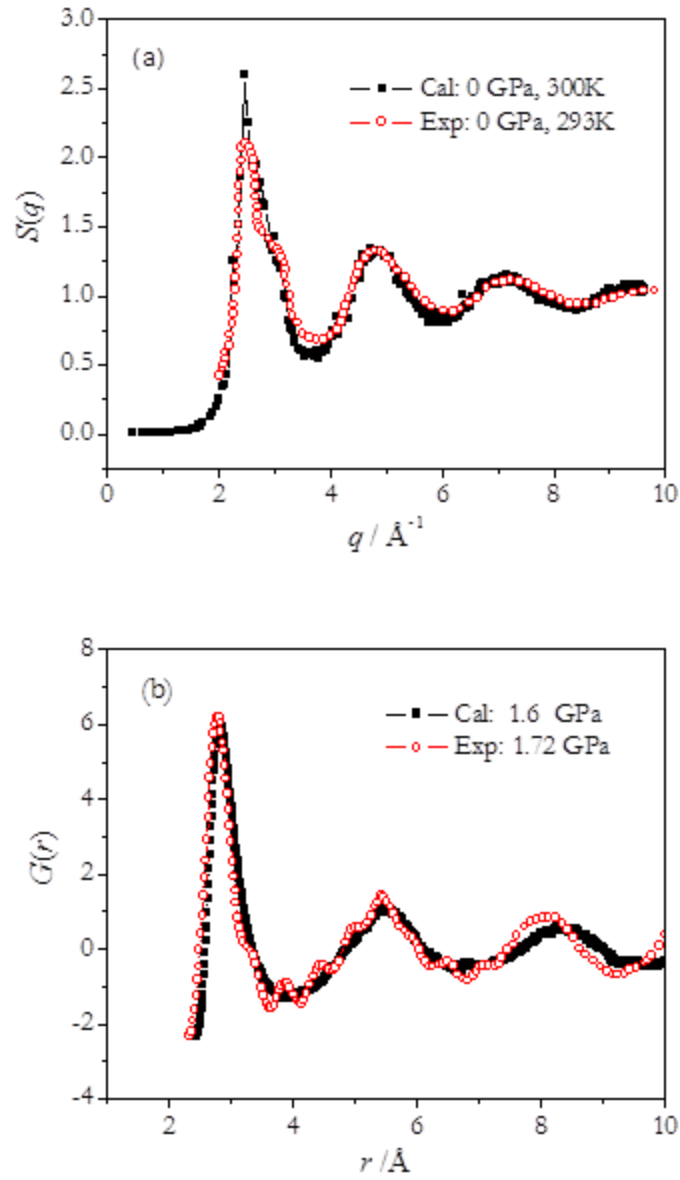 3.0
(a)
2.5
Cal: 0 GPa, 300K
Exp: 0 GPa, 293K
2.0
S(q)
1.5
1.0
0.5
0.0
0 2 4 6 8 10
q / Å-1
8
(b)
6
Cal: 1.6 GPa
Exp: 1.72 GPa
4
G(r)
2
0
-2
-4
2 4 6 8 10
r /Å